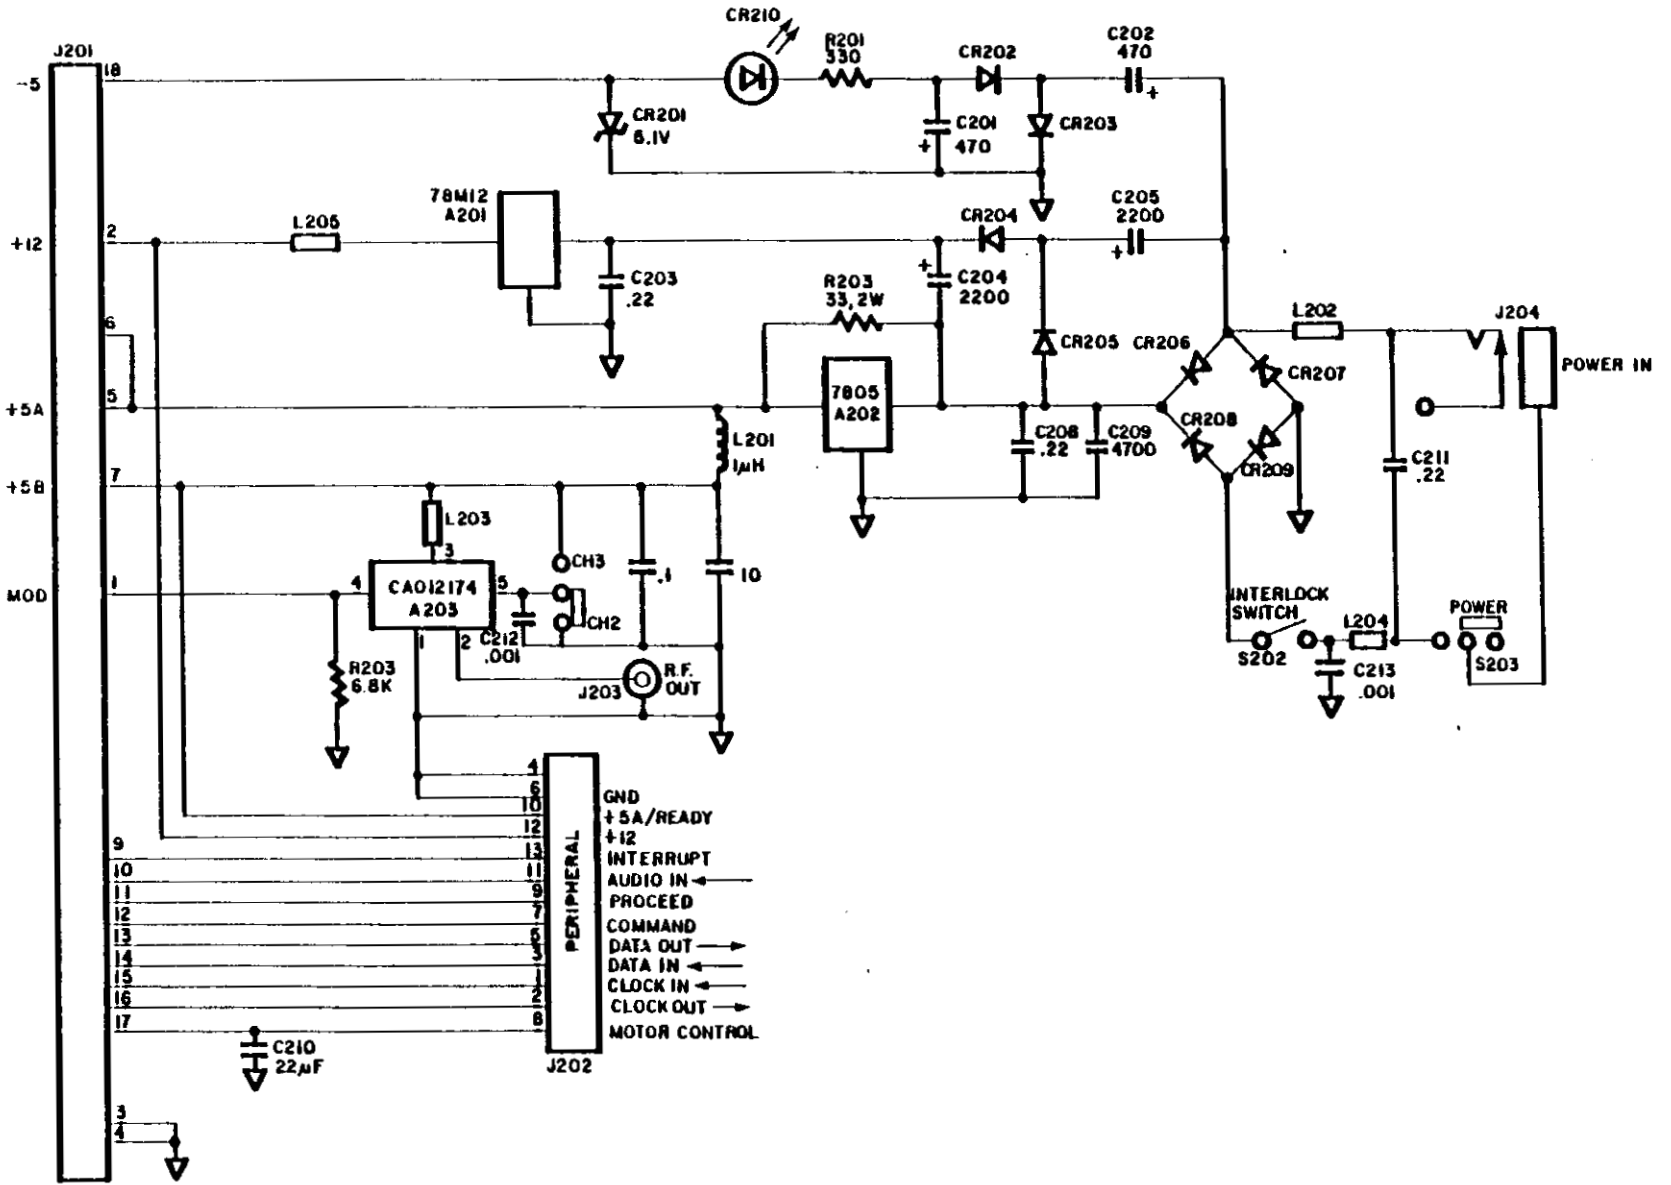 CR210
J201
R201
330
CR202
C202
470
18
-5
+
CR201
5.1V
C201
470
+
CR203
78M12
A201
L205
CR204
C205
2200
2
+12
+
+
C203
.22
C204
2200
R203
33,2W
6
CR205
CR206
L202
J204
POWER IN
CR207
7805
A202
5
+5A
CR208
L201
1µH
C208
.22
C209
4700
CR209
C211
.22
7
+5B
L203
3
CH3
.1
10
1
MOD
4
CA012174
A203
5
INTERLOCK
SWITCH
POWER
L204
CH2
1
2
C212
.001
S202
S203
R203
6.8K
J203
R.F.
OUT
C213
.001
4
6
GND
10
+5A/READY
12
+12
9
13
INTERRUPT
10
11
AUDIO IN
11
9
PROCEED
12
7
COMMAND
13
5
DATA OUT
14
3
DATA IN
15
1
CLOCK IN
16
2
CLOCK OUT
17
8
MOTOR CONTROL
PERIPHERAL
C210
22µF
J202
3
4